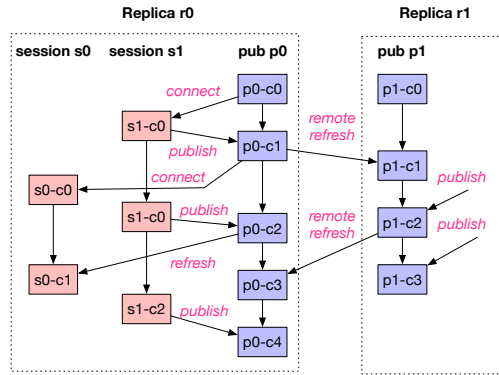 Replica r0
Replica r1
session s0
session s1
pub p0
pub p1
connect
p0-c0
p1-c0
s1-c0
remote
refresh
publish
p0-c1
p1-c1
connect
publish
s0-c0
s1-c0
publish
remote
refresh
p1-c2
publish
p0-c2
refresh
s0-c1
p0-c3
p1-c3
s1-c2
publish
p0-c4